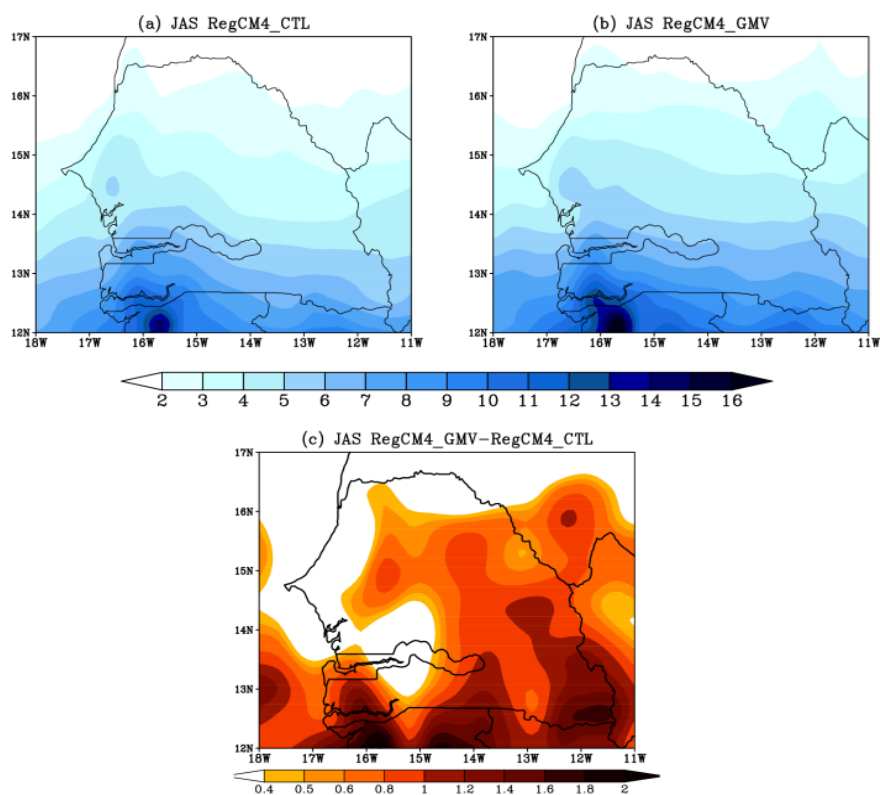 (a) JAS RegCM4_CTL
(b) JAS RegCM4_GMV
17N
16N
15N
14N
13N
12N
18W 17W 16W 15W 14W 13W 12W 11W
17N
16N
15N
14N
13N
12N
18W 17W 16W 15W 14W 13W 12W 11W
2 3 4 5 6 7 8 9 10 11 12 13 14 15 16
(c) JAS RegCM4_GMV-RegCM4_CTL
17N
16N
15N
14N
13N
12N
18W 17W 16W 15W 14W 13W 12W 11W
0.4 0.5 0.6 0.8 1 1.2 1.4 1.6 1.8 2